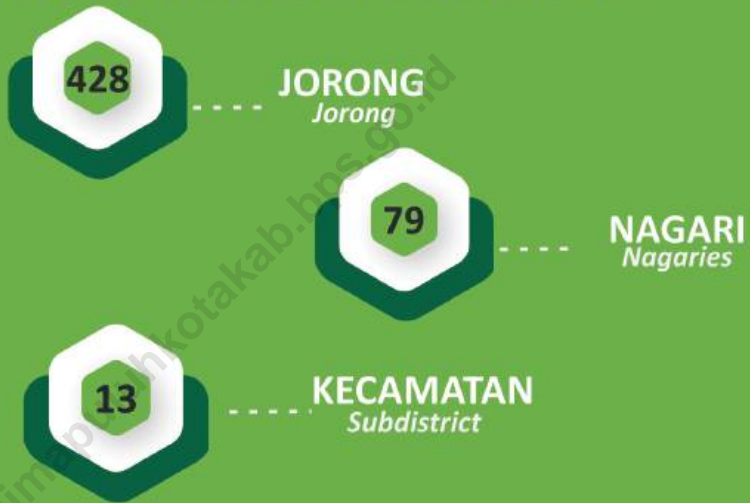 428
JORONG
Jorong
79
NAGARI
Nagaries
13
KECAMATAN
Subdistrict